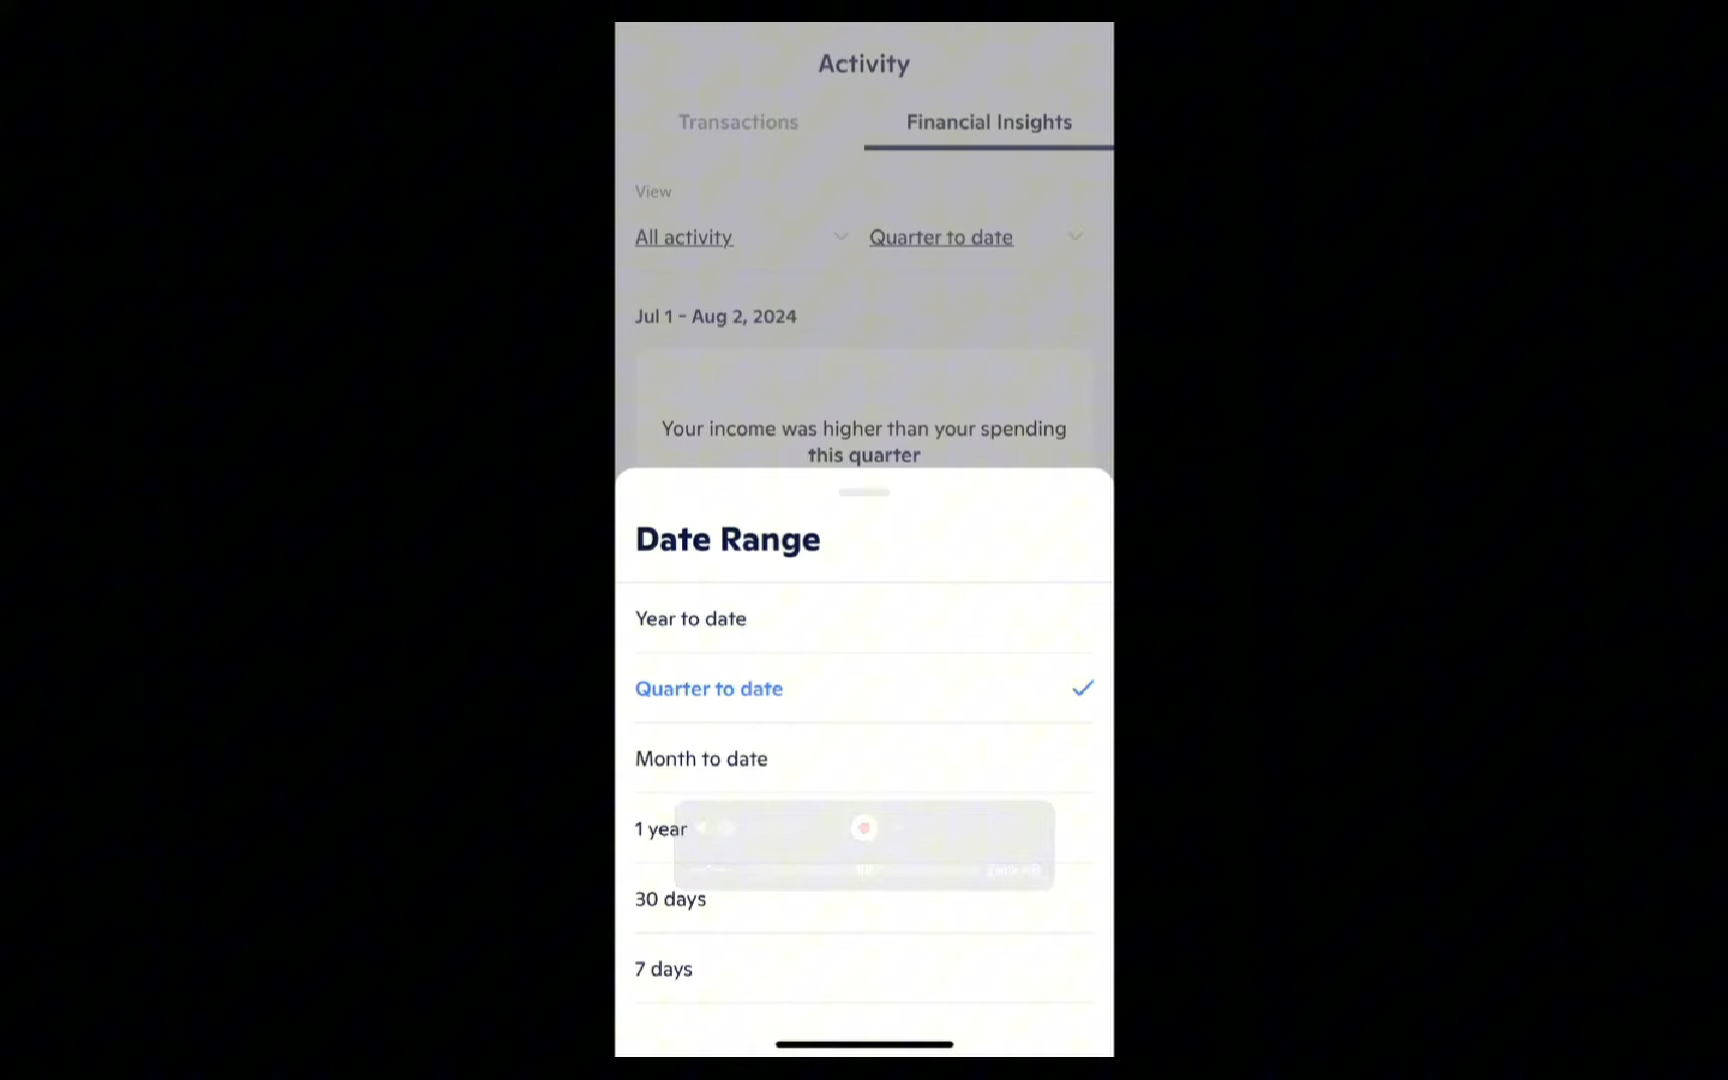 Activity
Transactions
Financial Insights
View
All activity
Quarter to date
Jul 1 - Aug 2, 2024
Your income was higher than your spending
this quarter
Date Range
Year to date
Quarter to date
Month to date
1 year
30 days
7 days